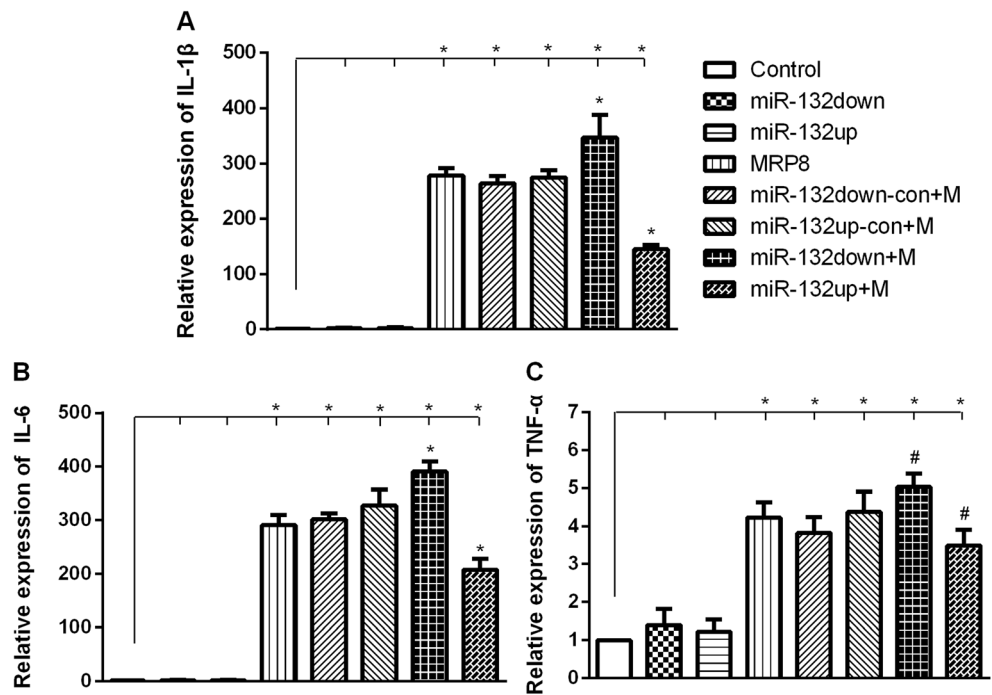 A
Relative expression of IL-1β
500
400
300
200
100
0
* * * * *
*
*
Control
miR-132down
miR-132up
MRP8
miR-132down-con+M
miR-132up-con+M
miR-132down+M
miR-132up+M
B
Relative expression of IL-6
500
400
300
200
100
0
* * * * *
*
*
C
Relative expression of TNF-α
7
6
5
4
3
2
1
0
* * * * *
#
#